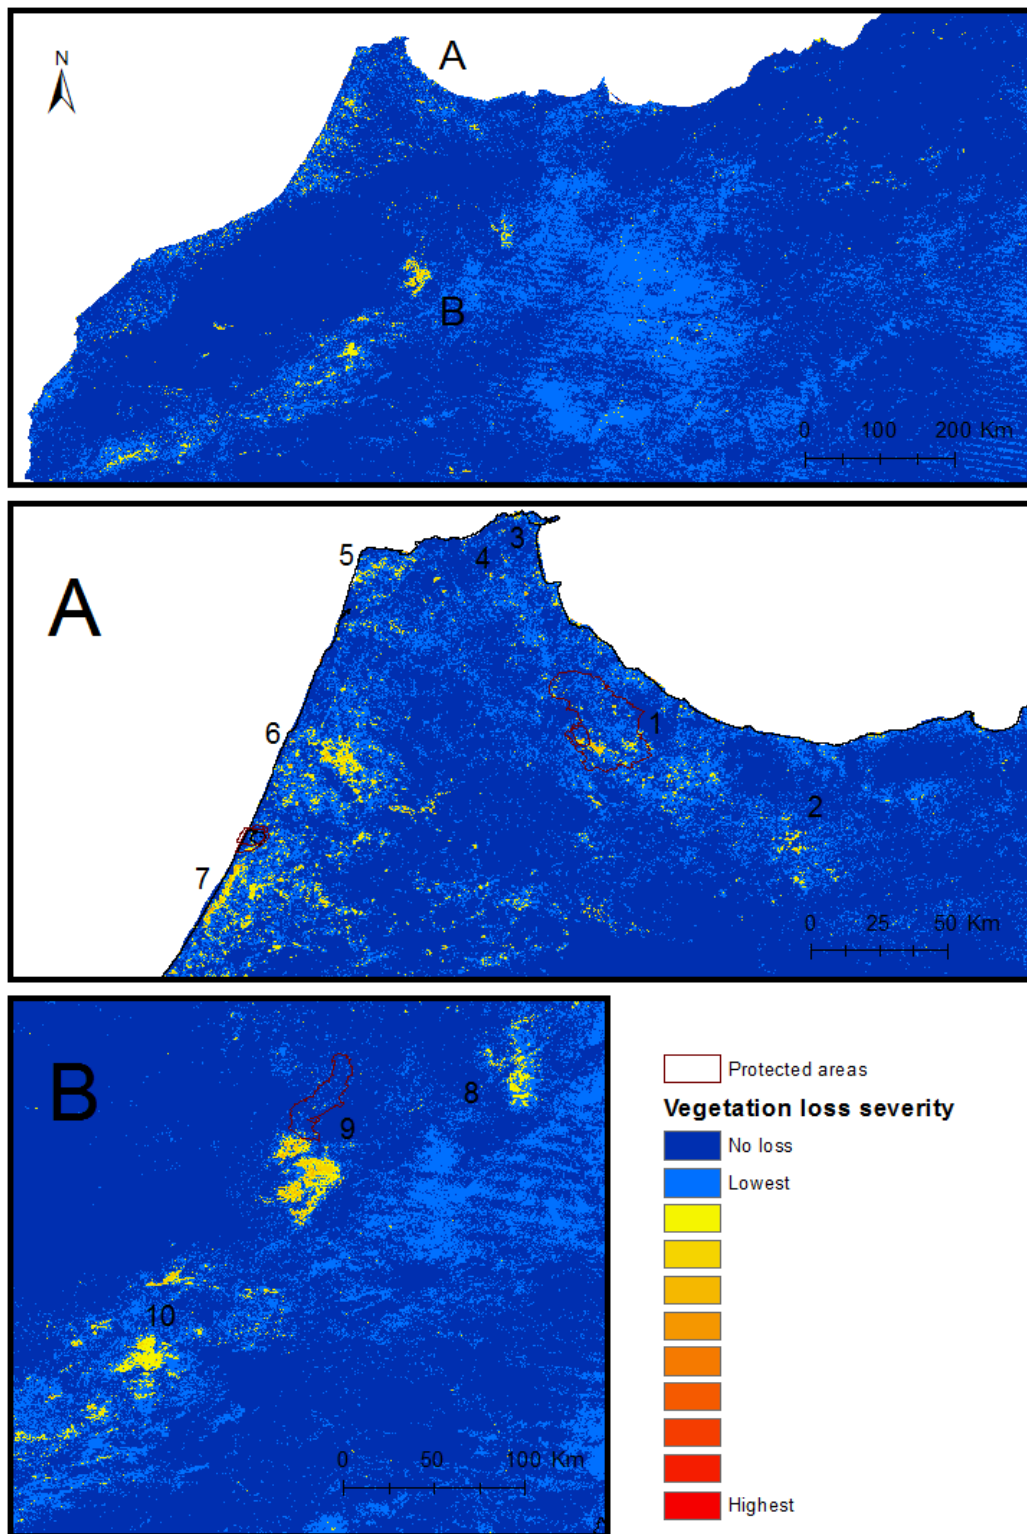 N
A
B
0 100 200 Km
A
5
3
4
6
1
2
7
0 25 50 Km
B
8
9
10
0 50 100 Km
Protected areas
Vegetation loss severity
No loss
Lowest
Highest